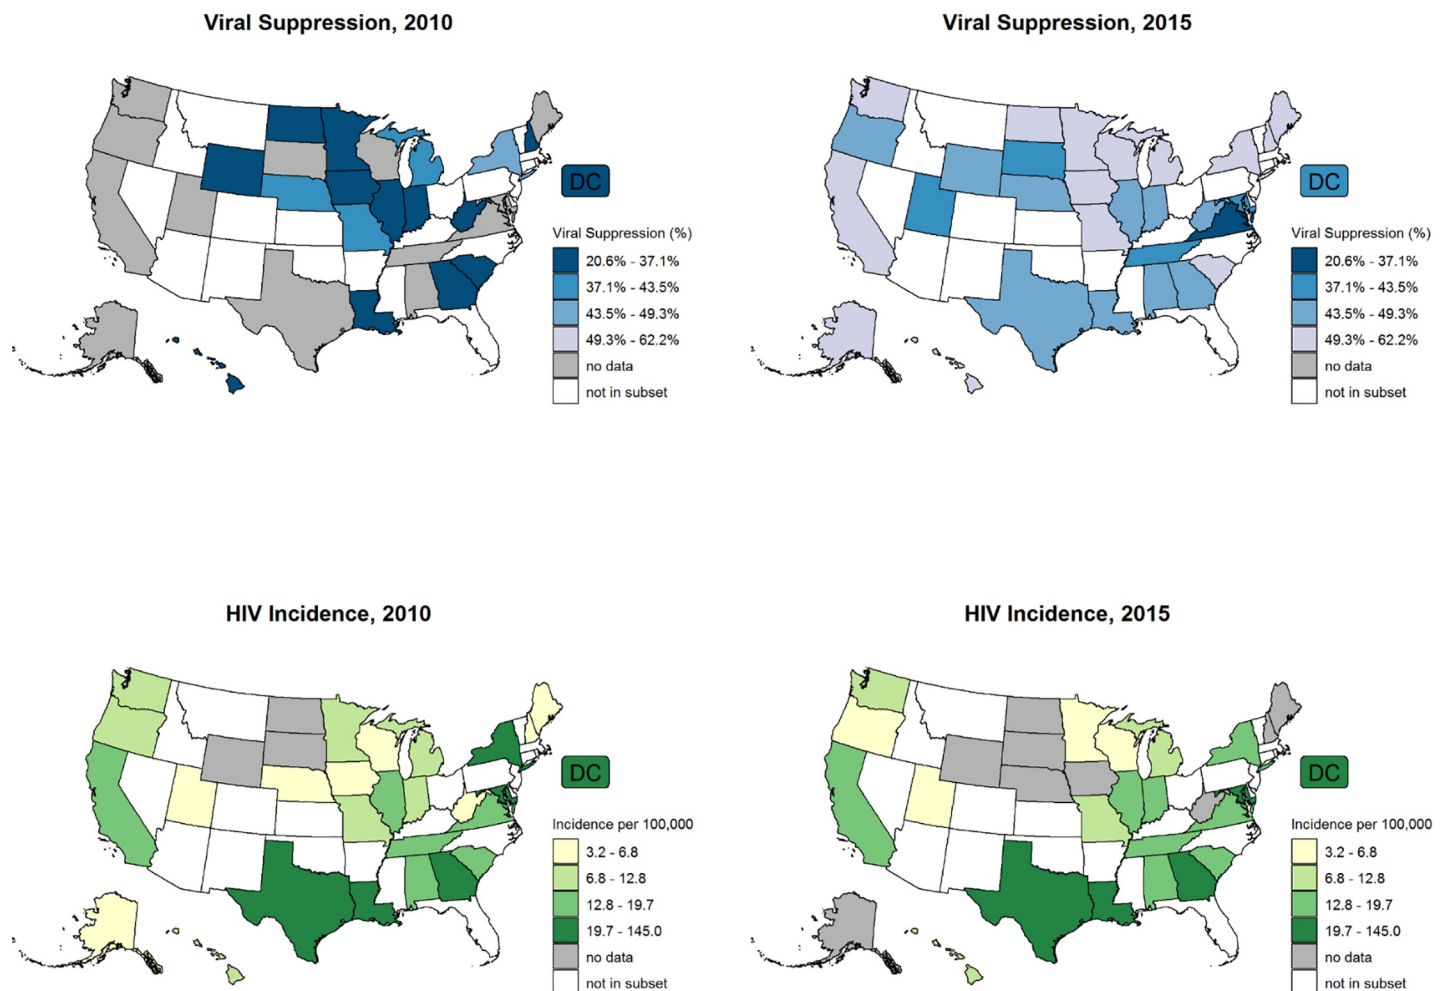 Viral Suppression, 2010
DC
Viral Suppression (%)
20.6% - 37.1%
37.1% - 43.5%
43.5% - 49.3%
49.3% - 62.2%
no data
not in subset
Viral Suppression, 2015
DC
Viral Suppression (%)
20.6% - 37.1%
37.1% - 43.5%
43.5% - 49.3%
49.3% - 62.2%
no data
not in subset
HIV Incidence, 2010
DC
Incidence per 100,000
3.2 - 6.8
6.8 - 12.8
12.8 - 19.7
19.7 - 145.0
no data
not in subset
HIV Incidence, 2015
DC
Incidence per 100,000
3.2 - 6.8
6.8 - 12.8
12.8 - 19.7
19.7 - 145.0
no data
not in subset